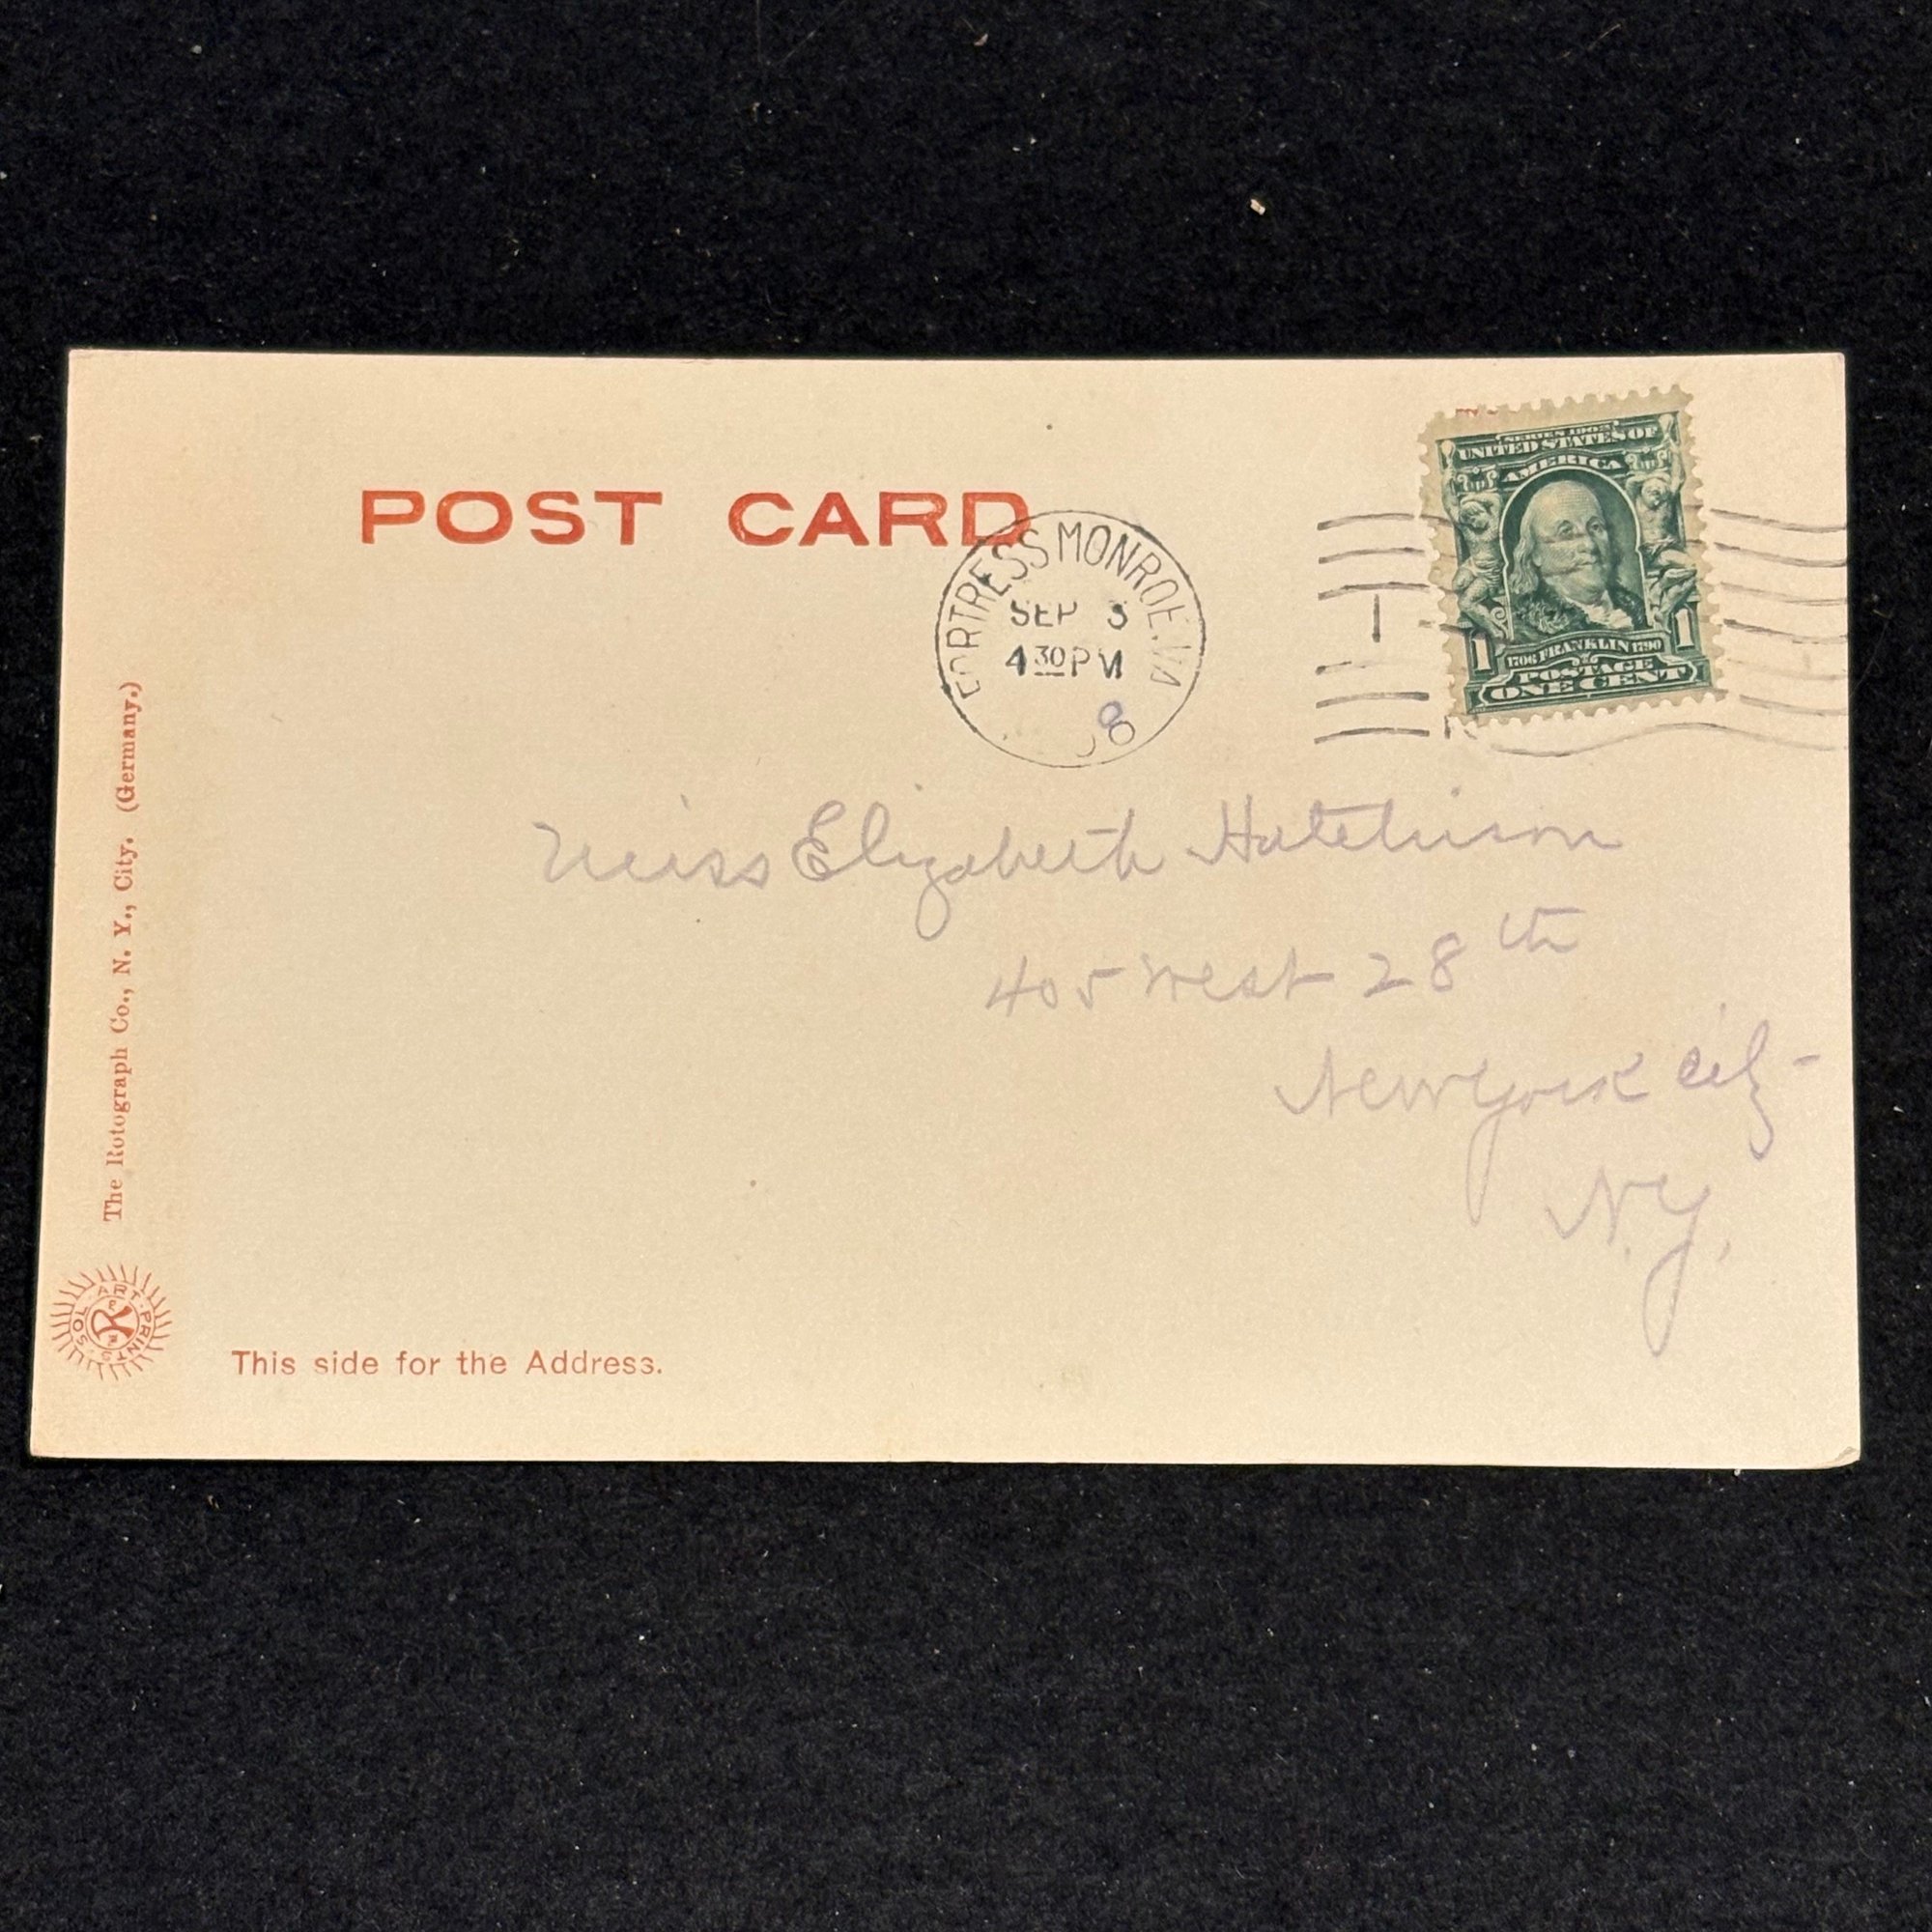 POST CARD
FORTRESS MONROE. VA
SEP 3
4 30 PM
8
SERIES 1902
UNITED STATES OF
AMERICA
1 1
1706 FRANKLIN 1790
POSTAGE
ONE CENT
Miss Elizabeth Hutchison
405 West 28th
New York City-
N.Y.
The Rotograph Co., N. Y., City. (Germany.)
SOL ART PRINT
R
This side for the Address.